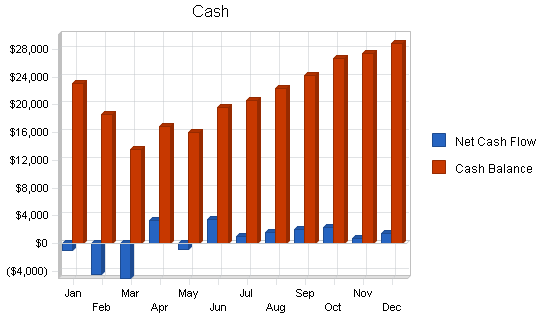 Cash
$28,000
$24,000
$20,000
$16,000
$12,000
$8,000
$4,000
$0
($4,000)
Jan Mar May Jul Sep Nov
Feb Apr Jun Aug Oct Dec
Net Cash Flow
Cash Balance